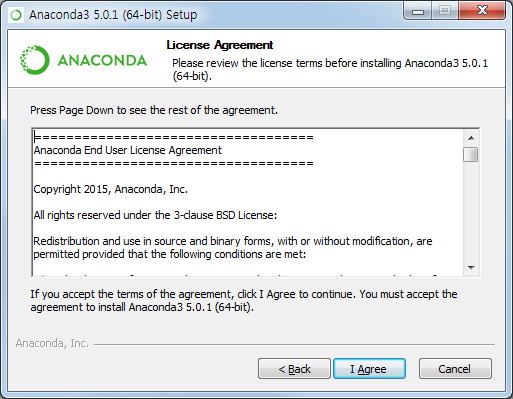 Anaconda3 5.0.1 (64-bit) Setup
ANACONDA
License Agreement
Please review the license terms before installing Anaconda3 5.0.1
(64-bit).
Press Page Down to see the rest of the agreement.
===================================
Anaconda End User License Agreement
===================================
Copyright 2015, Anaconda, Inc.
All rights reserved under the 3-clause BSD License:
Redistribution and use in source and binary forms, with or without modification, are
permitted provided that the following conditions are met:
If you accept the terms of the agreement, click I Agree to continue. You must accept the
agreement to install Anaconda3 5.0.1 (64-bit).
Anaconda, Inc.
< Back
I Agree
Cancel